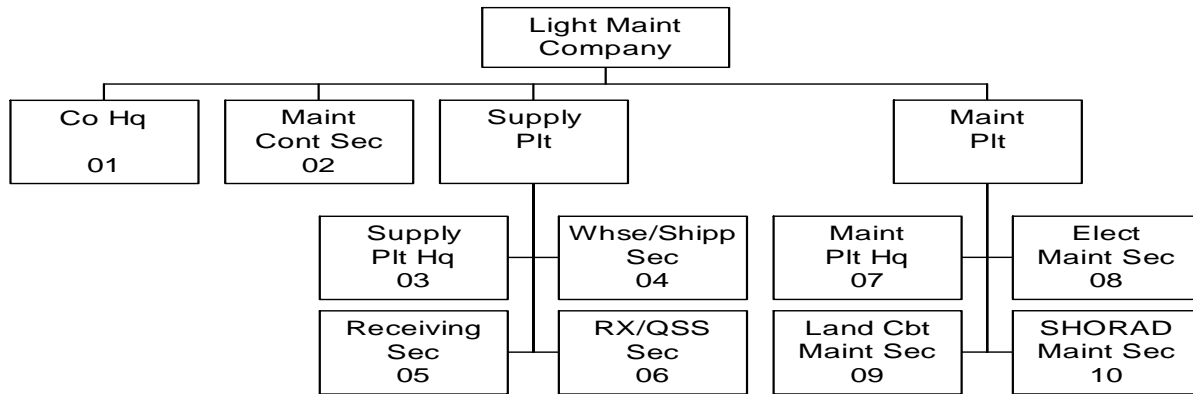 Light Maint
Company
Co Hq
01
Maint
Cont Sec
02
Supply
Plt
Maint
Plt
Supply
Plt Hq
03
Whse/Shipp
Sec
04
Maint
Plt Hq
07
Elect
Maint Sec
08
Receiving
Sec
05
RX/QSS
Sec
06
Land Cbt
Maint Sec
09
SHORAD
Maint Sec
10